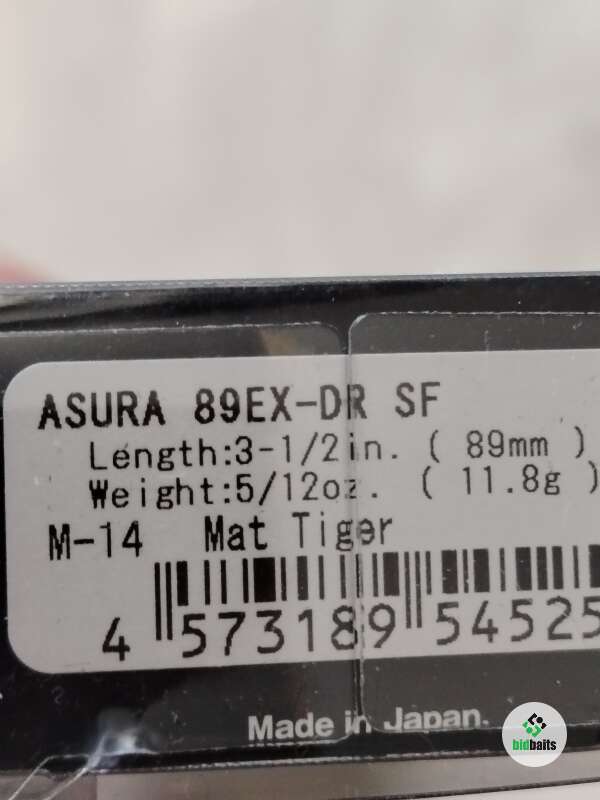 ASURA 89EX-DR SF
Length:3-1/2in. ( 89mm )
Weight:5/12oz. ( 11.8g )
M-14 Mat Tiger
4 573189 54525
Made in Japan.
bidbaits